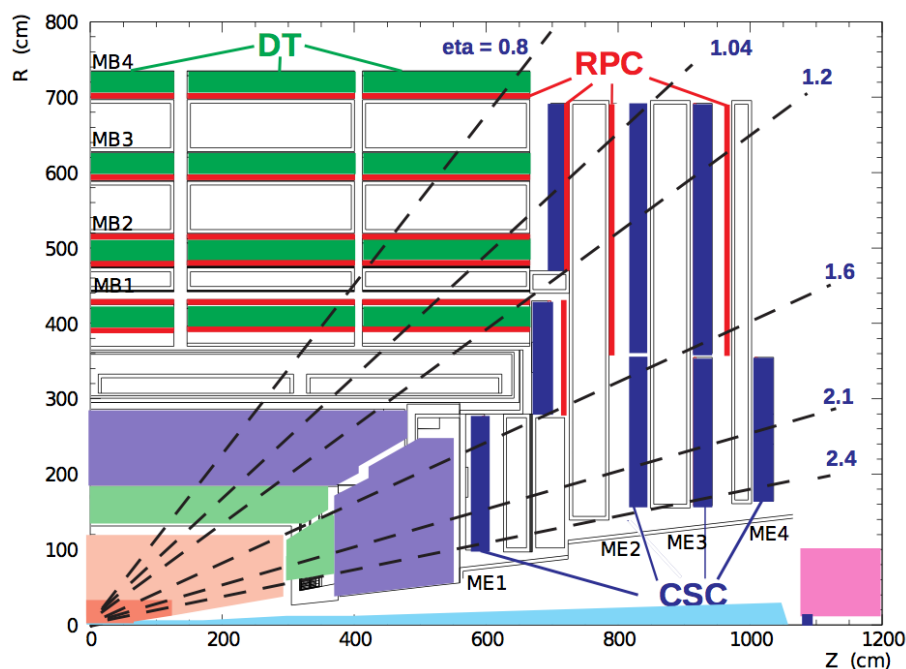 R (cm)
800
700
600
500
400
300
200
100
0
MB4
MB3
MB2
MB1
DT
eta = 0.8
1.04
RPC
1.2
1.6
2.1
2.4
ME1
ME2
ME3
ME4
CSC
0
200
400
600
800
1000
1200
Z (cm)